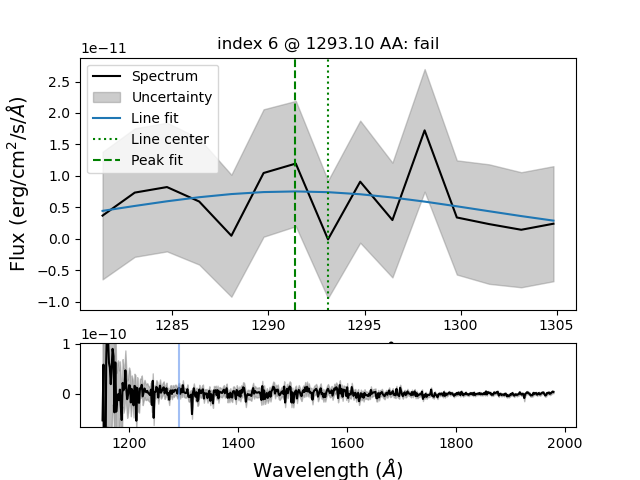 index 6 @ 1293.10 AA: fail
1e−11
Spectrum
Uncertainty
Line fit
Line center
Peak fit
Flux (erg/cm²/s/Å)
2.5
2.0
1.5
1.0
0.5
0.0
−0.5
−1.0
1285 1290 1295 1300 1305
1e−10
1
0
1200 1400 1600 1800 2000
Wavelength (Å)